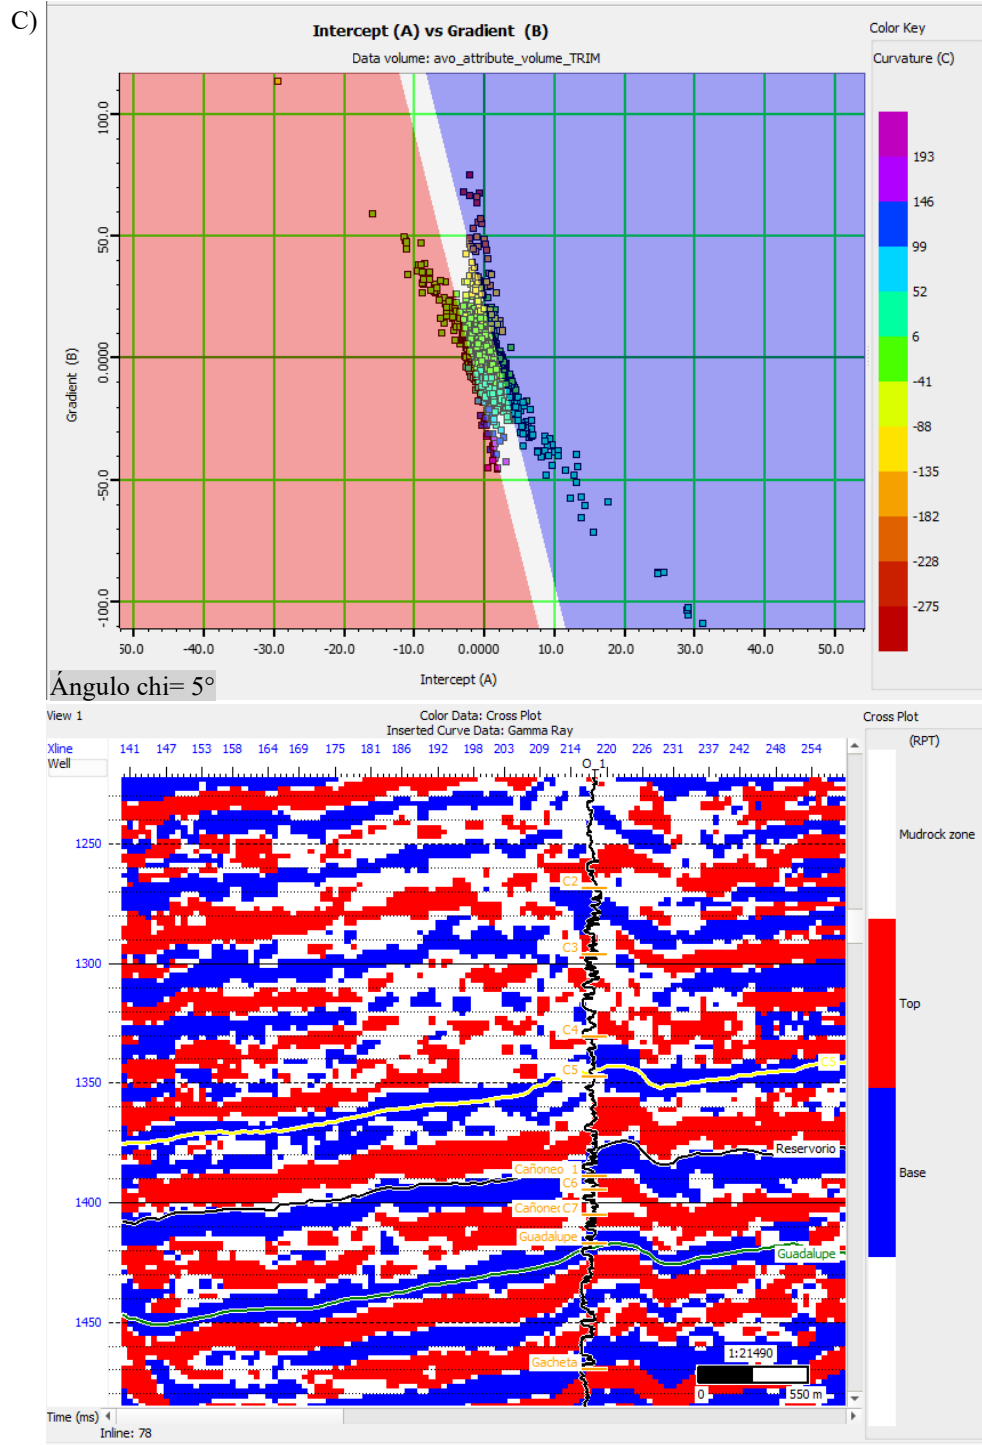 C)
Intercept (A) vs Gradient (B)
Data volume: avo_attribute_volume_TRIM
Color Key
Curvature (C)
193
146
99
52
6
-41
-88
-135
-182
-228
-275
Gradient (B)
100.0
50.0
0.0000
-50.0
-100.0
50.0 -40.0 -30.0 -20.0 -10.0 0.0000 10.0 20.0 30.0 40.0 50.0
Intercept (A)
Ángulo chi= 5°
View 1
Color Data: Cross Plot
Inserted Curve Data: Gamma Ray
Cross Plot
(RPT)
Xline 141 147 153 158 164 169 175 181 186 192 198 203 209 214 220 226 231 237 242 248 254
Well
O_1
1250
C2
C3
1300
C4
C5
C5
1350
Reservorio
Cañoneo 1
C6
1400
Cañonec C7
Guadalupe
Guadalupe
1450
Gacheta
1:21490
0 550 m
Mudrock zone
Top
Base
Time (ms)
Inline: 78